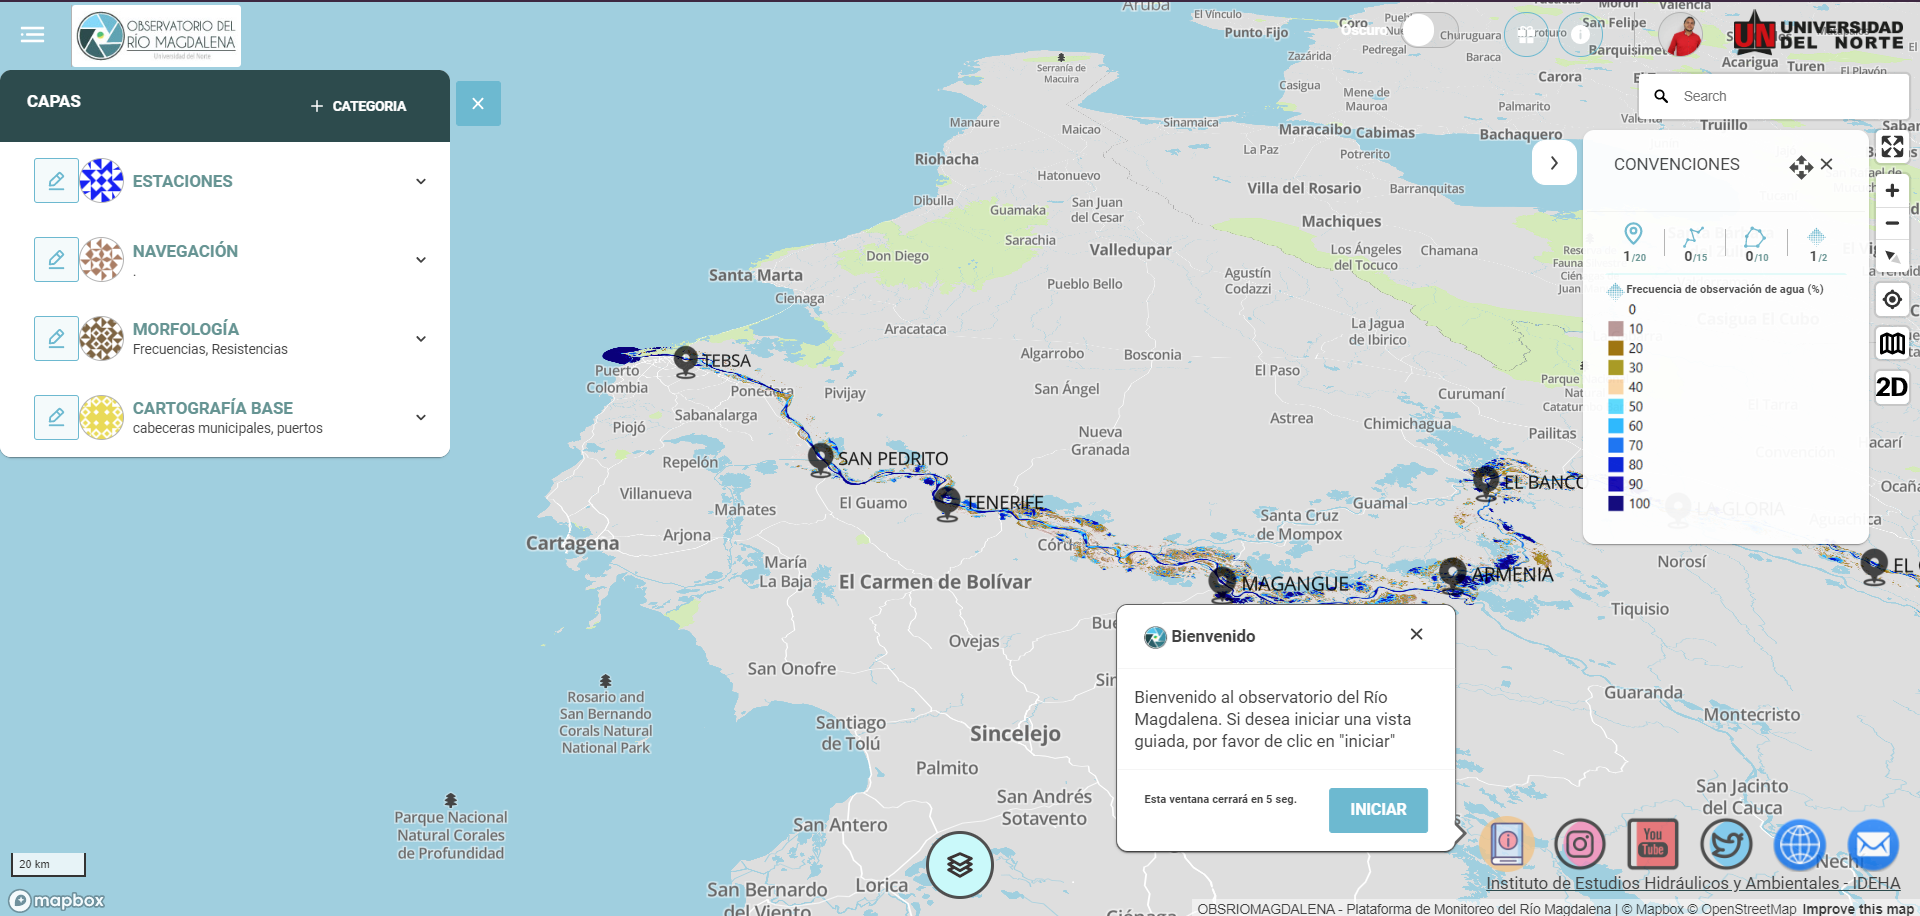 OBSERVATORIO DEL
RÍO MAGDALENA
Universidad del Norte
Oscuro
UNIVERSIDAD
DEL NORTE
Search
CAPAS
+ CATEGORIA
ESTACIONES
NAVEGACIÓN
.
MORFOLOGÍA
Frecuencias, Resistencias
CARTOGRAFÍA BASE
cabeceras municipales, puertos
CONVENCIONES
1/20
0/15
0/10
1/2
Frecuencia de observación de agua (%)
0
10
20
30
40
50
60
70
80
90
100
2D
Aruba
El Vínculo
Punto Fijo
Coro
Pedregal
Churuguara
San Felipe
Morón
Valencia
Barquisimeto
Acarigua
Turen
El Playón
Zazárida
Baraca
Carora
Casigua
Mene de
Mauroa
Palmarito
Serranía de
Macuira
Manaure
Maicao
Sinamaica
Maracaibo
Cabimas
Bachaquero
Trujillo
Riohacha
La Paz
Potrerito
Hatonuevo
Villa del Rosario
Barranquitas
Dibulla
Guamaka
San Juan
del Cesar
Machiques
Sarachia
Valledupar
Los Ángeles
del Tocuco
Chamana
Don Diego
Santa Marta
Agustín
Codazzi
Pueblo Bello
Cienaga
Casigua El Cubo
Aracataca
La Jagua
de Ibirico
Algarrobo
Bosconia
TEBSA
Puerto
Colombia
El Paso
Ponedera
Pivijay
San Ángel
Curumaní
El Tarra
Sabanalarga
Astrea
Chimichagua
Piojó
Nueva
Granada
Pailitas
Convención
Repelón
SAN PEDRITO
EL BANCO
Villanueva
El Guamo
TENERIFE
Guamal
LA GLORIA
Mahates
Santa Cruz
de Mompox
Aguachica
Cartagena
Arjona
Norosí
María
La Baja
El Carmen de Bolívar
MAGANGUE
ARMENIA
Tiquisio
Ovejas
San Onofre
Guaranda
Montecristo
Rosario and
San Bernardo
Corals Natural
National Park
Santiago
de Tolú
Sincelejo
Palmito
San Jacinto
del Cauca
San Andrés
Sotavento
Parque Nacional
Natural Corales
de Profundidad
San Antero
Nechí
San Bernardo
del Viento
Lorica
Ciénaga
Bienvenido
Bienvenido al observatorio del Río
Magdalena. Si desea iniciar una vista
guiada, por favor de clic en "iniciar"
Esta ventana cerrará en 5 seg.
INICIAR
You
Tube
20 km
mapbox
Instituto de Estudios Hidráulicos y Ambientales - IDEHA
OBSRIOMAGDALENA - Plataforma de Monitoreo del Río Magdalena | © Mapbox © OpenStreetMap Improve this map